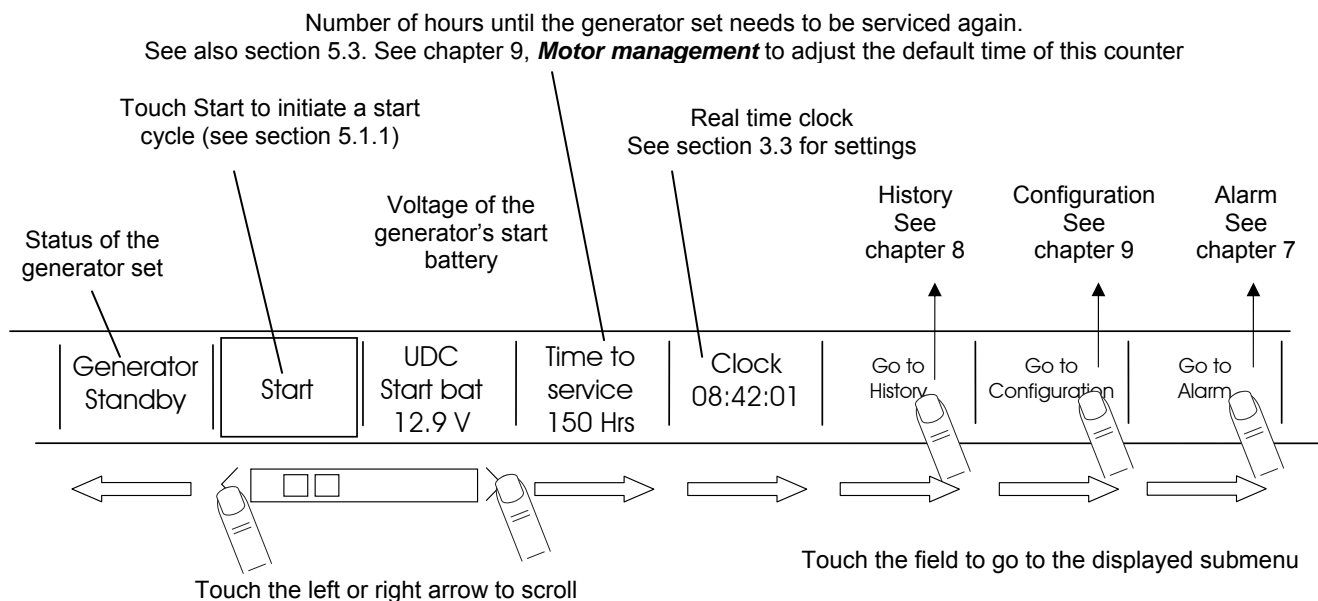 Number of hours until the generator set needs to be serviced again.
See also section 5.3. See chapter 9, Motor management to adjust the default time of this counter
Touch Start to initiate a start
cycle (see section 5.1.1)
Real time clock
See section 3.3 for settings
Status of the
generator set
Voltage of the
generator's start
battery
History
See
chapter 8
Configuration
See
chapter 9
Alarm
See
chapter 7
Generator
Standby
Start
UDC
Start bat
12.9 V
Time to
service
150 Hrs
Clock
08:42:01
Go to
History
Go to
Configuration
Go to
Alarm
Touch the left or right arrow to scroll
Touch the field to go to the displayed submenu